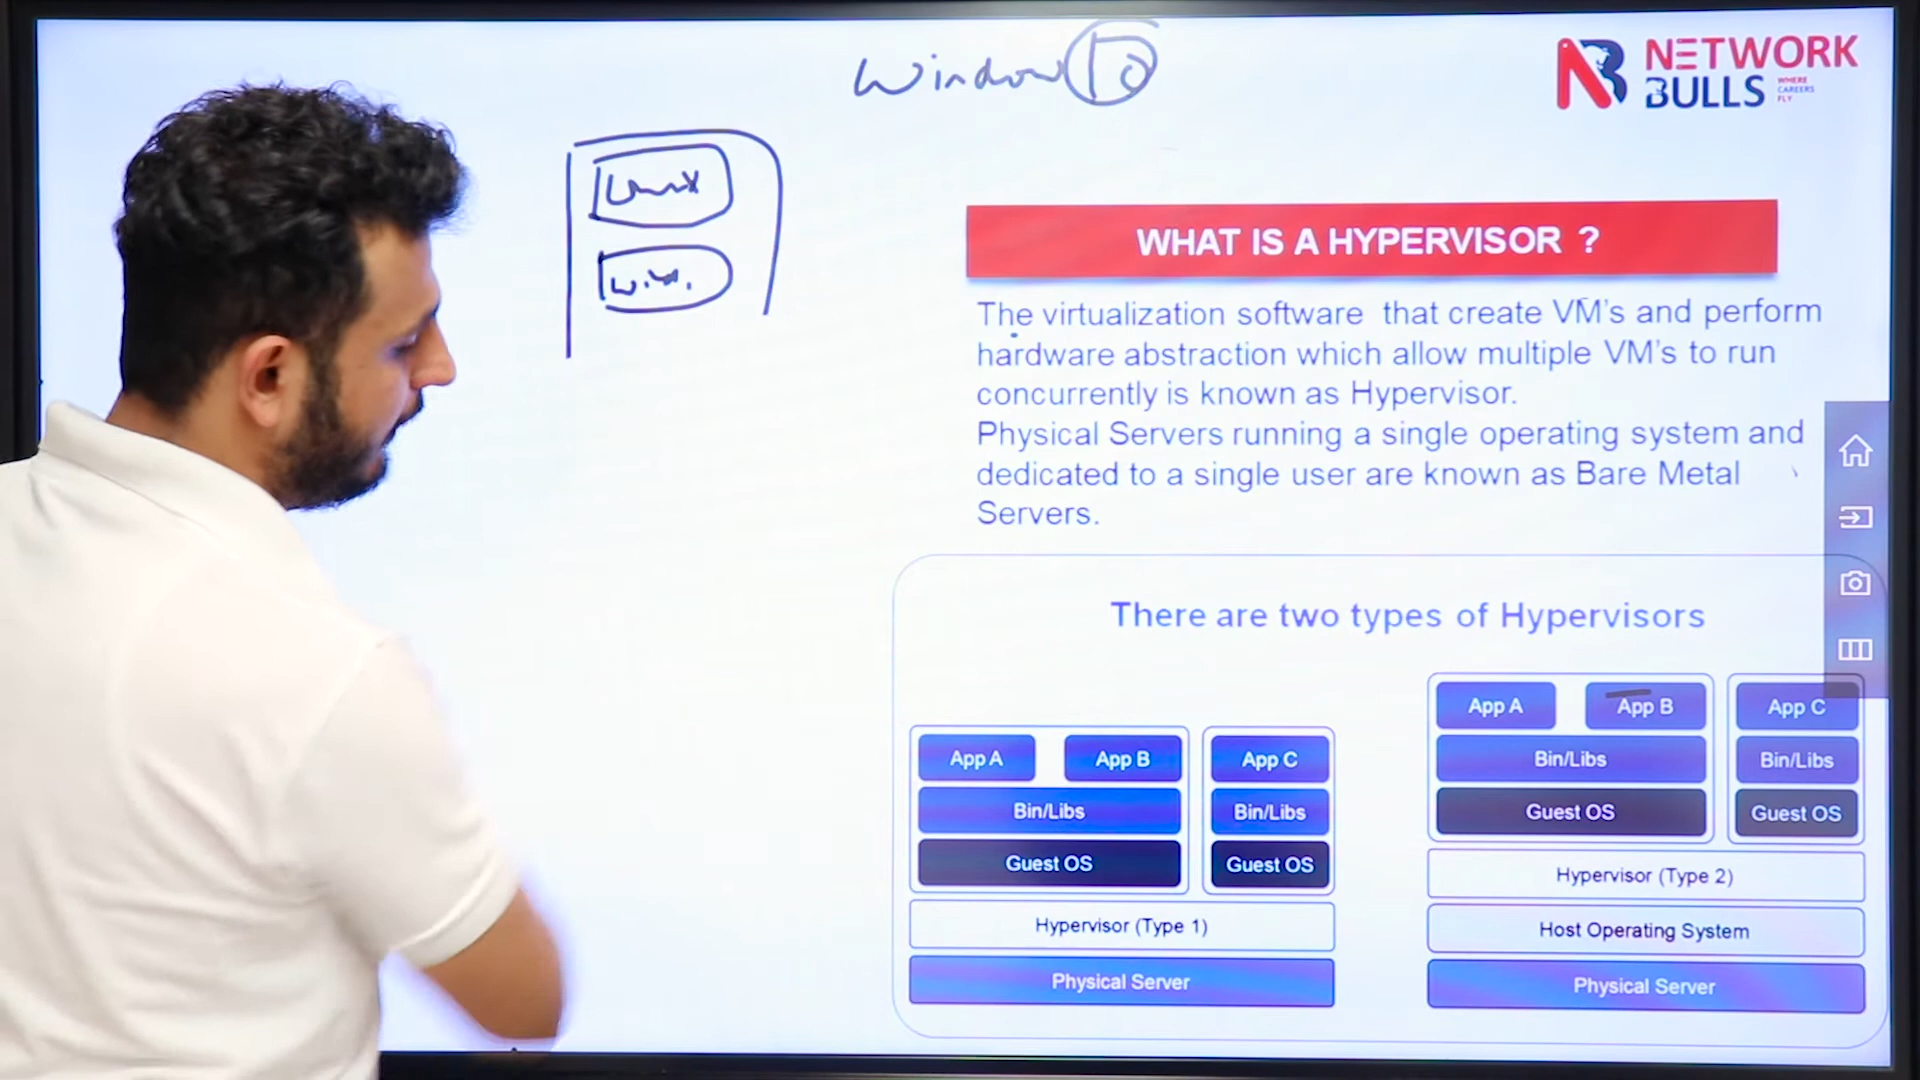 Window 10
NETWORK
BULLS
WHERE
CAREERS
FLY
Linux
Win.
WHAT IS A HYPERVISOR ?
The virtualization software that create VM's and perform
hardware abstraction which allow multiple VM's to run
concurrently is known as Hypervisor.
Physical Servers running a single operating system and
dedicated to a single user are known as Bare Metal
Servers.
There are two types of Hypervisors
App A App B App C
Bin/Libs Bin/Libs
Guest OS Guest OS
Hypervisor (Type 1)
Physical Server
App A App B App C
Bin/Libs Bin/Libs
Guest OS Guest OS
Hypervisor (Type 2)
Host Operating System
Physical Server